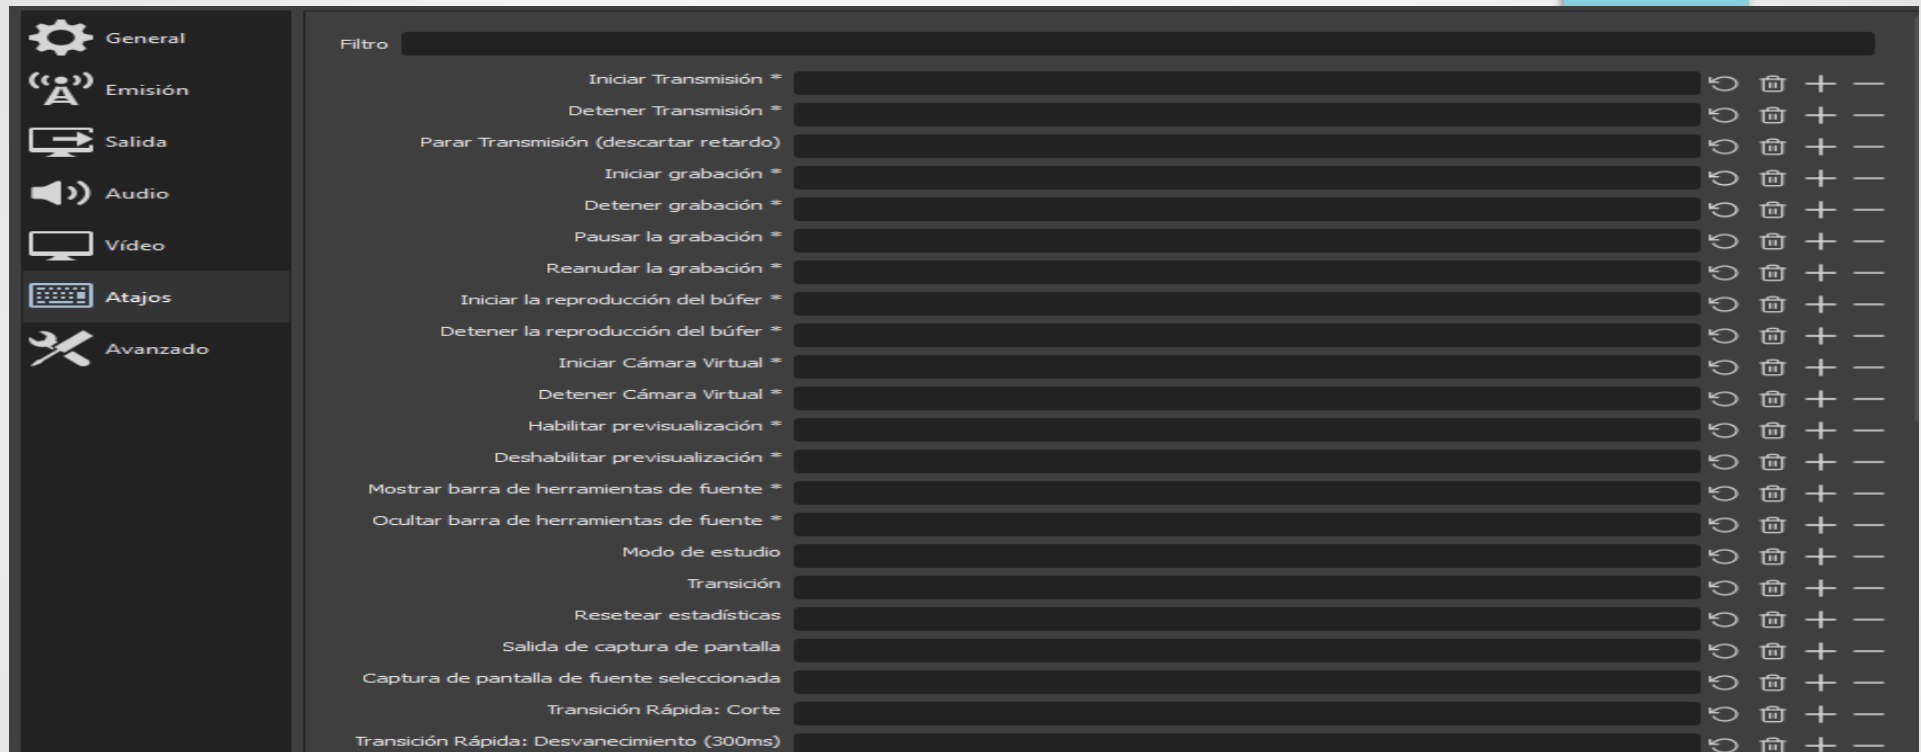 General
Emisión
Salida
Audio
Vídeo
Atajos
Avanzado
Filtro
Iniciar Transmisión *
Detener Transmisión *
Parar Transmisión (descartar retardo)
Iniciar grabación *
Detener grabación *
Pausar la grabación *
Reanudar la grabación *
Iniciar la reproducción del búfer *
Detener la reproducción del búfer *
Iniciar Cámara Virtual *
Detener Cámara Virtual *
Habilitar previsualización *
Deshabilitar previsualización *
Mostrar barra de herramientas de fuente *
Ocultar barra de herramientas de fuente *
Modo de estudio
Transición
Resetear estadísticas
Salida de captura de pantalla
Captura de pantalla de fuente seleccionada
Transición Rápida: Corte
Transición Rápida: Desvanecimiento (300ms)